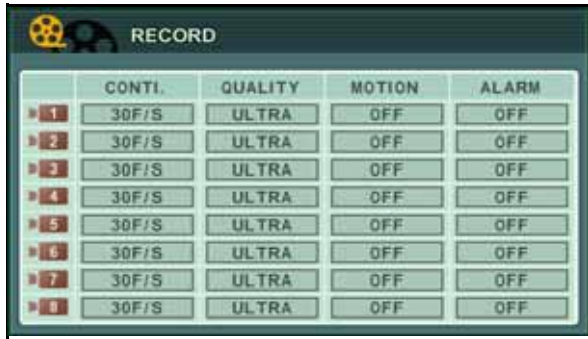 RECORD
CONTI. QUALITY MOTION ALARM
1 30F/S ULTRA OFF OFF
2 30F/S ULTRA OFF OFF
3 30F/S ULTRA OFF OFF
4 30F/S ULTRA OFF OFF
5 30F/S ULTRA OFF OFF
6 30F/S ULTRA OFF OFF
7 30F/S ULTRA OFF OFF
8 30F/S ULTRA OFF OFF